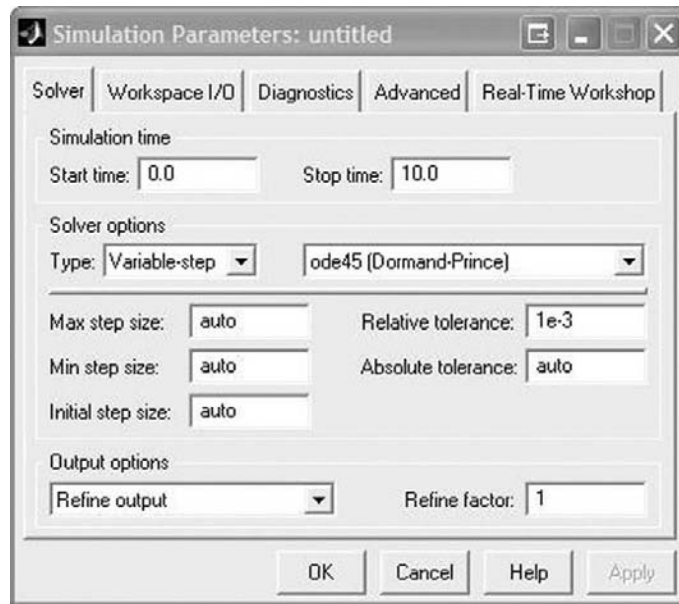 Simulation Parameters: untitled
Solver Workspace I/O Diagnostics Advanced Real-Time Workshop
Simulation time
Start time: 0.0 Stop time: 10.0
Solver options
Type: Variable-step ode45 (Dormand-Prince)
Max step size: auto Relative tolerance: 1e-3
Min step size: auto Absolute tolerance: auto
Initial step size: auto
Output options
Refine output Refine factor: 1
OK Cancel Help Apply